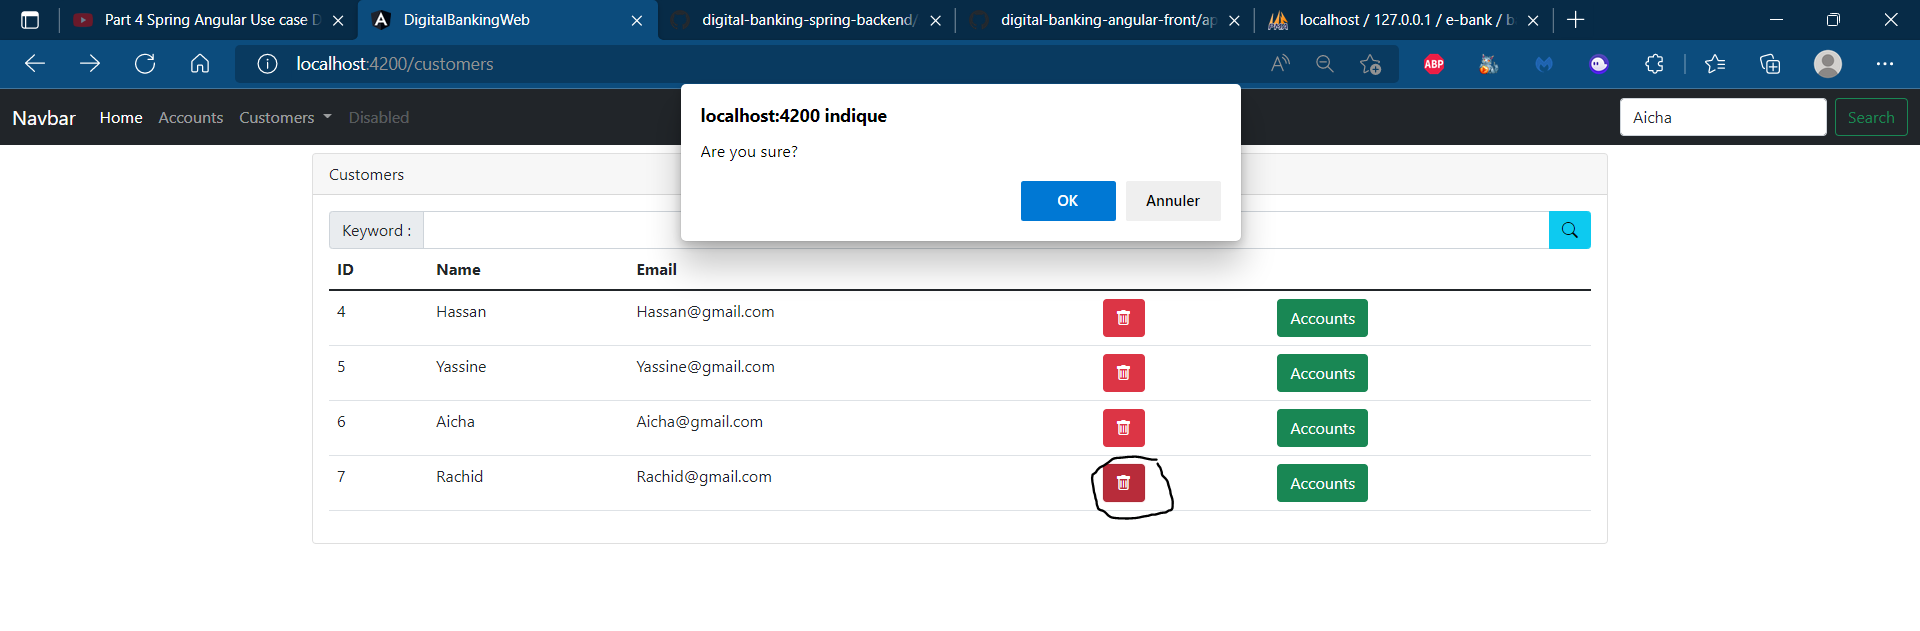 Part 4 Spring Angular Use case D
DigitalBankingWeb
digital-banking-spring-backend/
digital-banking-angular-front/ap
localhost / 127.0.0.1 / e-bank / b
localhost:4200/customers
ABP
Navbar Home Accounts Customers Disabled
Aicha
Search
localhost:4200 indique
Are you sure?
OK Annuler
Customers
Keyword :
ID Name Email
4 Hassan Hassan@gmail.com Accounts
5 Yassine Yassine@gmail.com Accounts
6 Aicha Aicha@gmail.com Accounts
7 Rachid Rachid@gmail.com Accounts